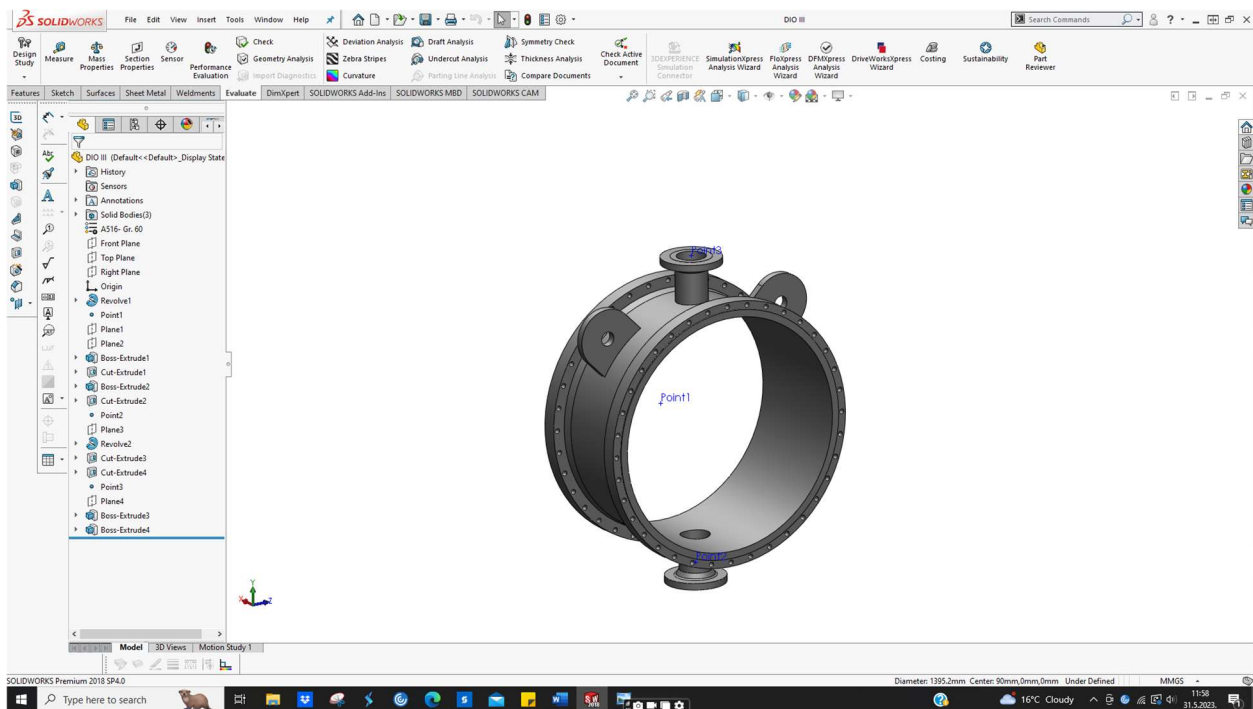 SOLIDWORKS File Edit View Insert Tools Window Help DIO III Search Commands
Design Study Measure Mass Properties Section Properties Sensor Performance Evaluation
Check Deviation Analysis Draft Analysis Symmetry Check
Geometry Analysis Zebra Stripes Undercut Analysis Thickness Analysis
Import Diagnostics Curvature Parting Line Analysis Compare Documents
Check Active Document 3DEXPERIENCE Simulation Connector SimulationXpress Analysis Wizard FloXpress Analysis Wizard DFMXpress Analysis Wizard DriveWorksXpress Wizard Costing Sustainability Part Reviewer
Features Sketch Surfaces Sheet Metal Weldments Evaluate DimXpert SOLIDWORKS Add-Ins SOLIDWORKS MBD SOLIDWORKS CAM
DIO III (Default<<Default>_Display State
History
Sensors
Annotations
Solid Bodies(3)
A516- Gr. 60
Front Plane
Top Plane
Right Plane
Origin
Revolve1
Point1
Plane1
Plane2
Boss-Extrude1
Cut-Extrude1
Boss-Extrude2
Cut-Extrude2
Point2
Plane3
Revolve2
Cut-Extrude3
Cut-Extrude4
Point3
Plane4
Boss-Extrude3
Boss-Extrude4
Point3
Point1
Point2
Y
X
Z
Model 3D Views Motion Study 1
SOLIDWORKS Premium 2018 SP4.0 Diameter: 1395.2mm Center: 90mm,0mm,0mm Under Defined MMGS
Type here to search 16°C Cloudy 11:58
31.5.2023.